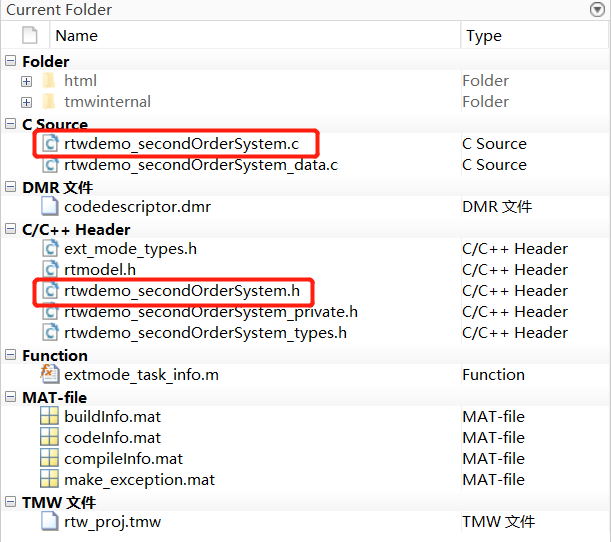 Current Folder
Name Type
Folder
html Folder
tmwinternal Folder
C Source
rtwdemo_secondOrderSystem.c C Source
rtwdemo_secondOrderSystem_data.c C Source
DMR 文件
codedescriptor.dmr DMR 文件
C/C++ Header
ext_mode_types.h C/C++ Header
rtmodel.h C/C++ Header
rtwdemo_secondOrderSystem.h C/C++ Header
rtwdemo_secondOrderSystem_private.h C/C++ Header
rtwdemo_secondOrderSystem_types.h C/C++ Header
Function
extmode_task_info.m Function
MAT-file
buildInfo.mat MAT-file
codeInfo.mat MAT-file
compileInfo.mat MAT-file
make_exception.mat MAT-file
TMW 文件
rtw_proj.tmw TMW 文件